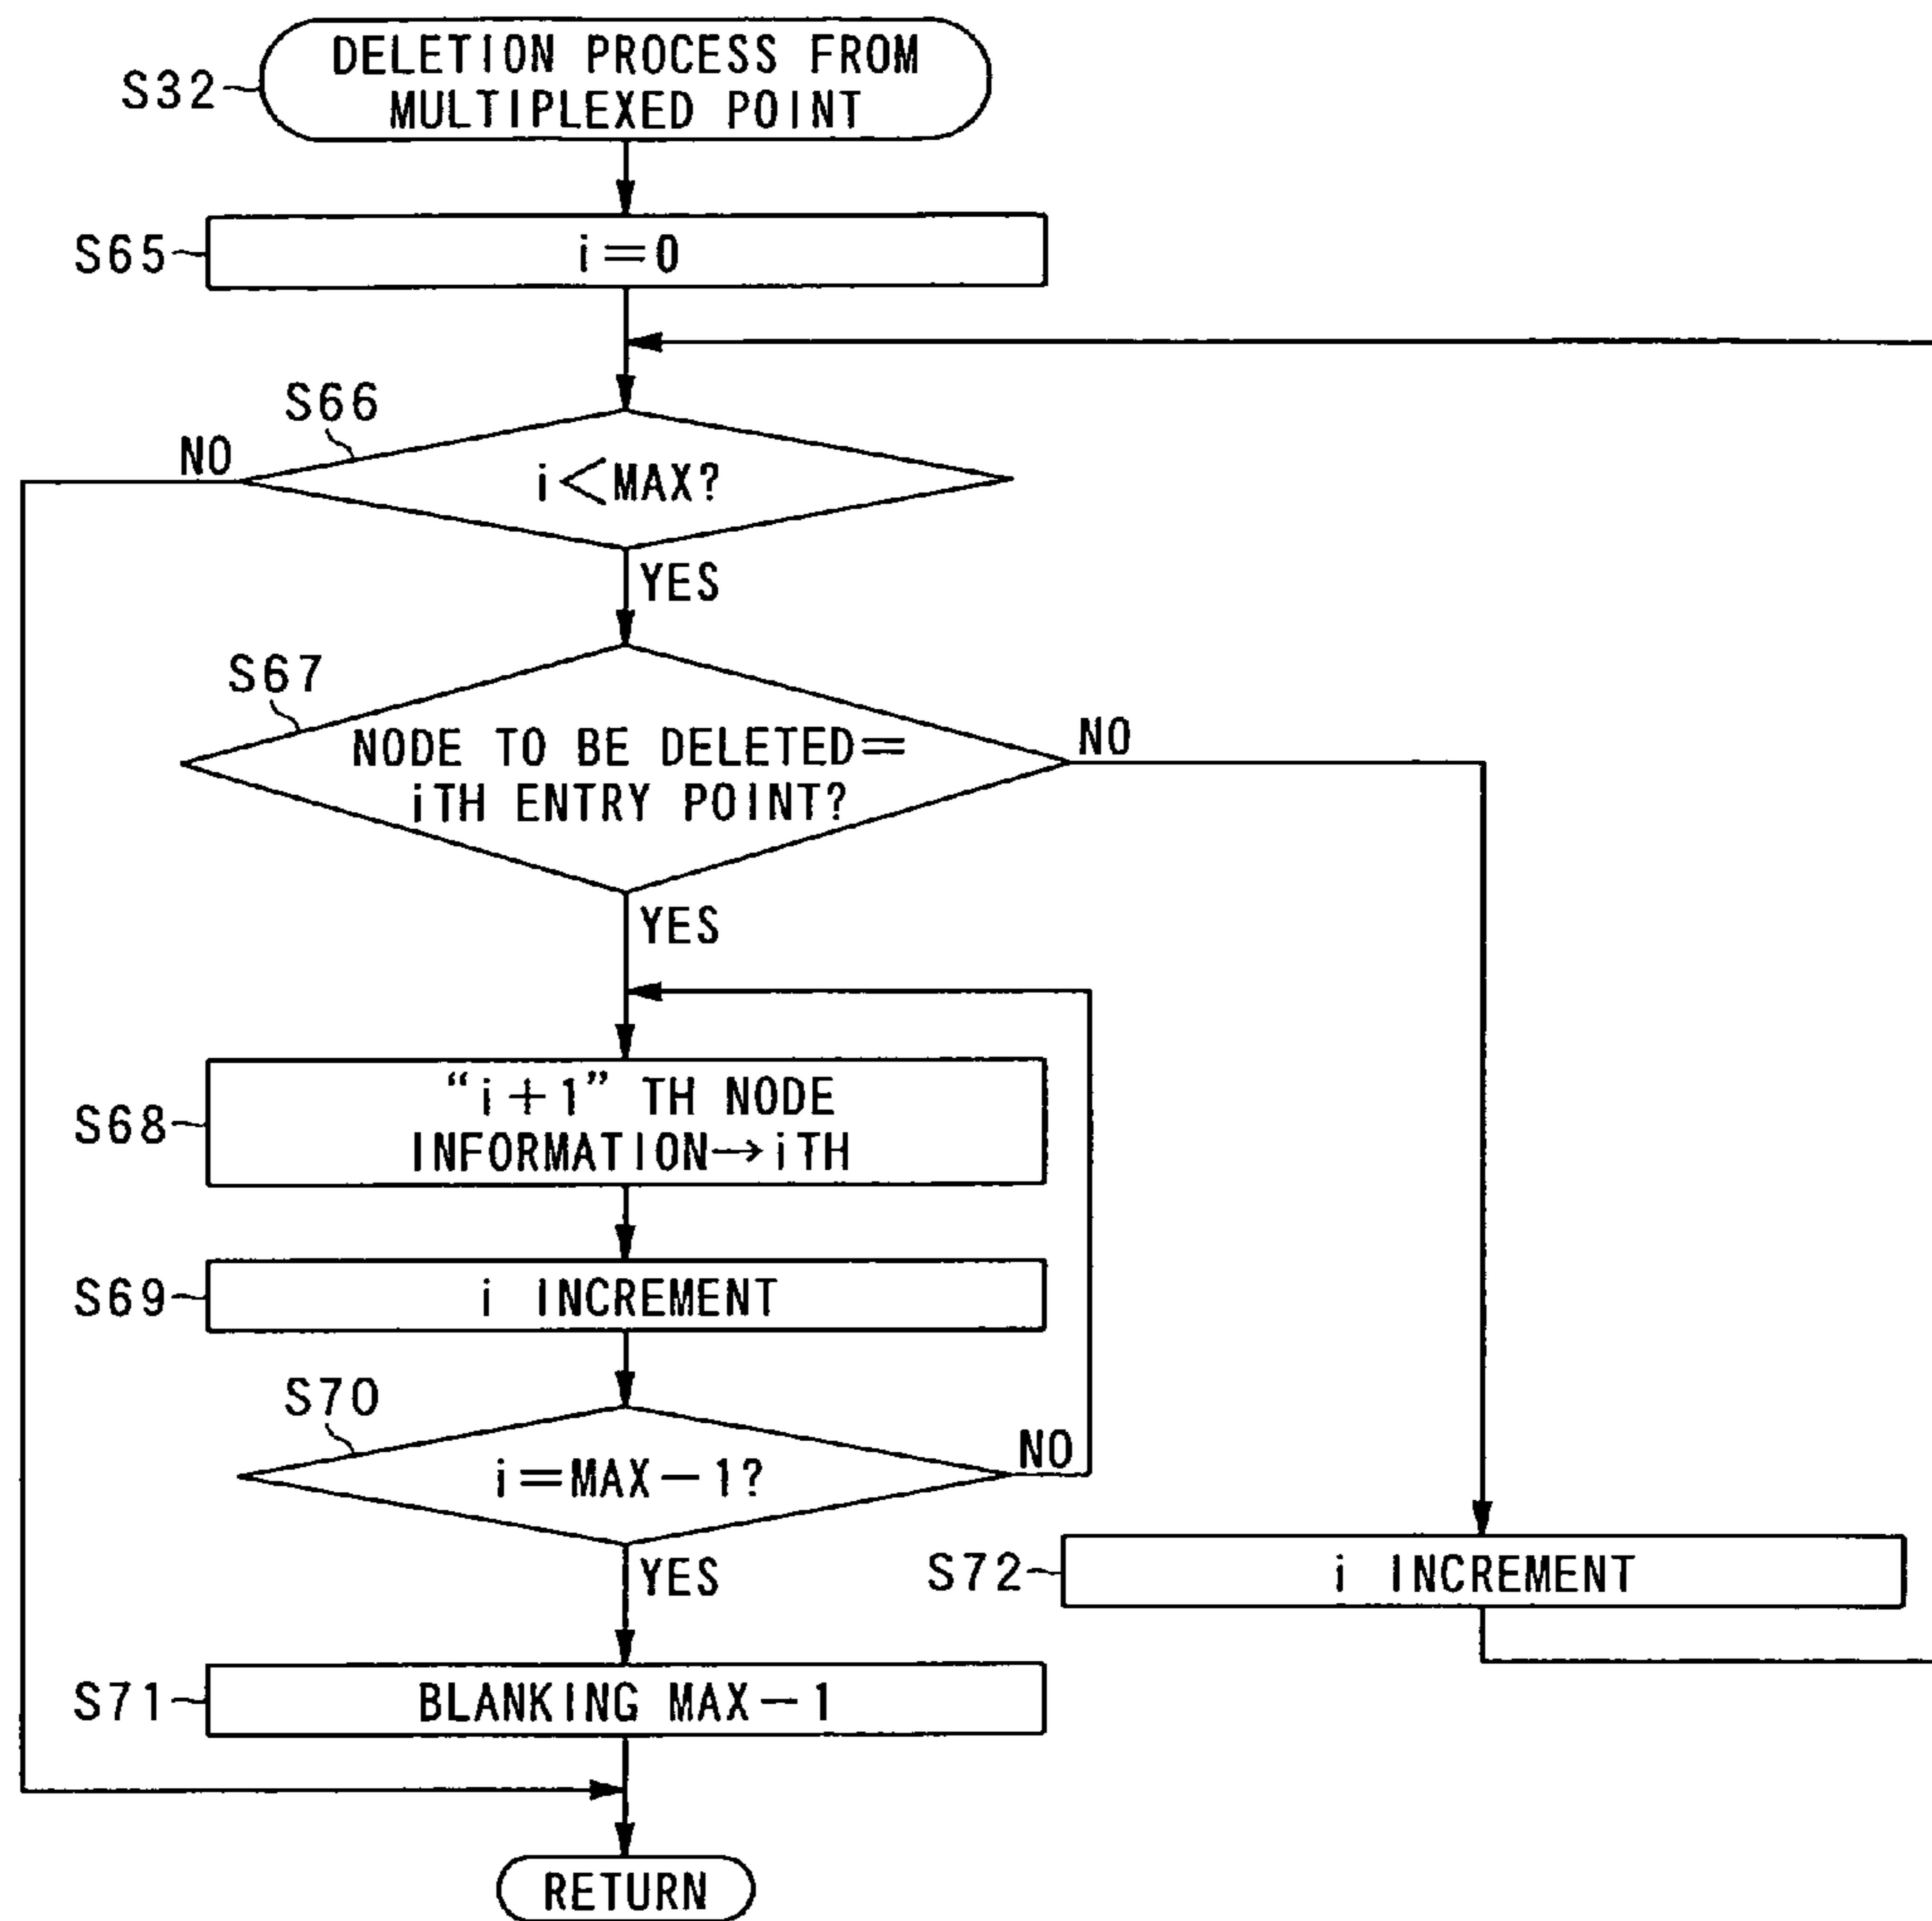 DELETION PROCESS FROM
MULTIPLEXED POINT
S32
S65
i=0
S66
NO
i<MAX?
YES
S67
NODE TO BE DELETED=
iTH ENTRY POINT?
NO
YES
S68
“i+1” TH NODE
INFORMATION→iTH
S69
i INCREMENT
S70
i=MAX-1?
NO
YES
S72
i INCREMENT
S71
BLANKING MAX-1
RETURN